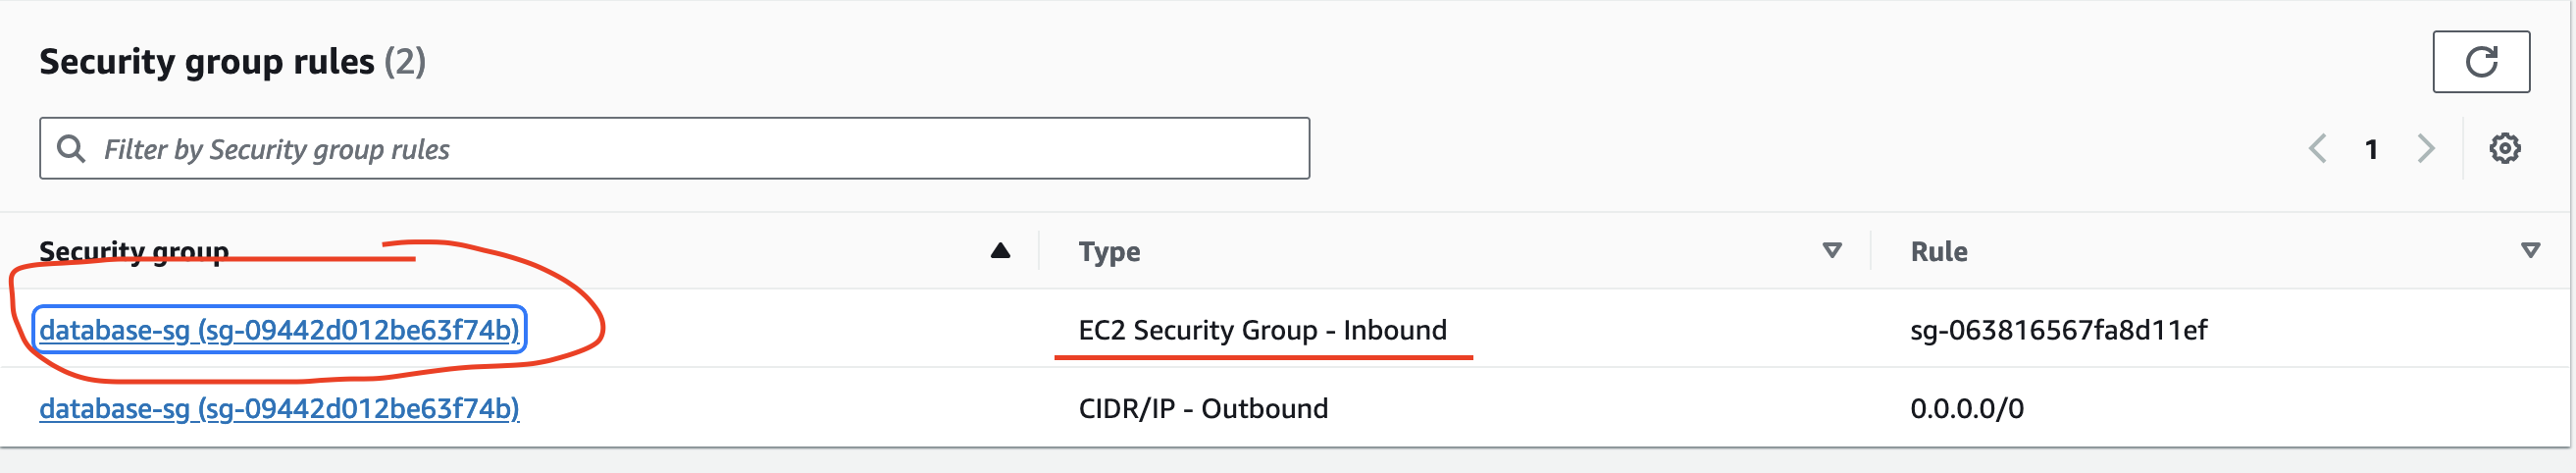 Security group rules (2)
Filter by Security group rules
1
Security group Type Rule
database-sg (sg-09442d012be63f74b) EC2 Security Group - Inbound sg-063816567fa8d11ef
database-sg (sg-09442d012be63f74b) CIDR/IP - Outbound 0.0.0.0/0